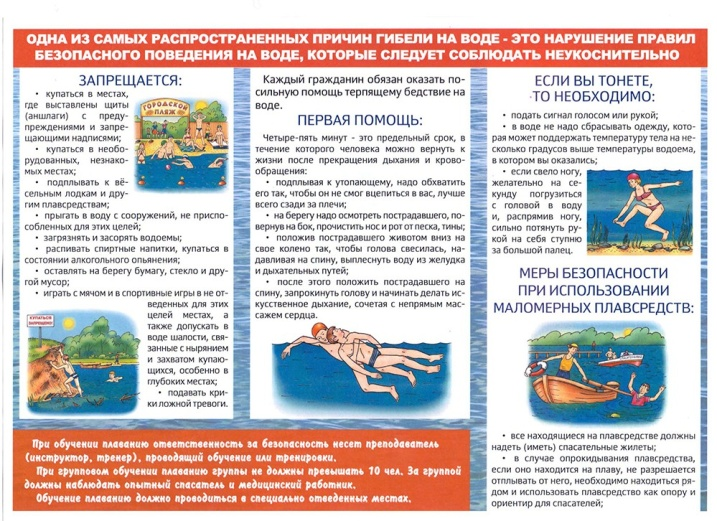 ОДНА ИЗ САМЫХ РАСПРОСТРАНЕННЫХ ПРИЧИН ГИБЕЛИ НА ВОДЕ - ЭТО НАРУШЕНИЕ ПРАВИЛ
БЕЗОПАСНОГО ПОВЕДЕНИЯ НА ВОДЕ, КОТОРЫЕ СЛЕДУЕТ СОБЛЮДАТЬ НЕУКОСНИТЕЛЬНО
ЗАПРЕЩАЕТСЯ:
• купаться в местах,
где выставлены щиты
(аншлаги) с преду-
преждениями и запре-
щающими надписями;
• купаться в необо-
рудованных, незнако-
мых местах;
• подплывать к вё-
сельным лодкам и дру-
гим плавсредствам;
• прыгать в воду с сооружений, не приспо-
собленных для этих целей;
• загрязнять и засорять водоемы;
• распивать спиртные напитки, купаться в
состоянии алкогольного опьянения;
• оставлять на берегу бумагу, стекло и дру-
гой мусор;
• играть с мячом и в спортивные игры в не от-
веденных для этих
целей местах, а
также допускать в
воде шалости, свя-
занные с нырянием
и захватом купаю-
щихся, особенно в
глубоких местах;
• подавать кри-
ки ложной тревоги.
ГОРОДСКОЙ
ПЛЯЖ
КУПАТЬСЯ
ЗАПРЕЩЕНО!
Каждый гражданин обязан оказать по-
сильную помощь терпящему бедствие на
воде.
ПЕРВАЯ ПОМОЩЬ:
Четыре-пять минут - это предельный срок, в
течение которого человека можно вернуть к
жизни после прекращения дыхания и крово-
обращения:
• подплывая к утопающему, надо обхватить
его так, чтобы он не смог вцепиться в вас, лучше
всего сзади за плечи;
• на берегу надо осмотреть пострадавшего, по-
вернув на бок, прочистить нос и рот от песка, тины;
• положив пострадавшего животом вниз на
свое колено так, чтобы голова свесилась, на-
давливая на спину, выплеснуть воду из желудка
и дыхательных путей;
• после этого положить пострадавшего на
спину, запрокинуть голову и начинать делать ис-
кусственное дыхание, сочетая с непрямым мас-
сажем сердца.
ЕСЛИ ВЫ ТОНЕТЕ,
ТО НЕОБХОДИМО:
• подать сигнал голосом или рукой;
• в воде не надо сбрасывать одежду, кото-
рая может поддержать температуру тела на не-
сколько градусов выше температуры водоема,
в котором вы оказались;
• если свело ногу,
желательно на се-
кунду погрузиться
с головой в воду
и, распрямив ногу,
сильно потянуть ру-
кой на себя ступню
за большой палец.
МЕРЫ БЕЗОПАСНОСТИ
ПРИ ИСПОЛЬЗОВАНИИ
МАЛОМЕРНЫХ ПЛАВСРЕДСТВ:
• все находящиеся на плавсредстве должны
надеть (иметь) спасательные жилеты;
• в случае опрокидывания плавсредства,
если оно находится на плаву, не разрешается
отплывать от него, необходимо находиться ря-
дом и использовать плавсредство как опору и
ориентир для спасателей;
При обучении плаванию ответственность за безопасность несет преподаватель
(инструктор, тренер), проводящий обучение или тренировки.
При групповом обучении плаванию группы не должны превышать 10 чел. За группой
должны наблюдать опытный спасатель и медицинский работник.
Обучение плаванию должно проводиться в специально отведенных местах.